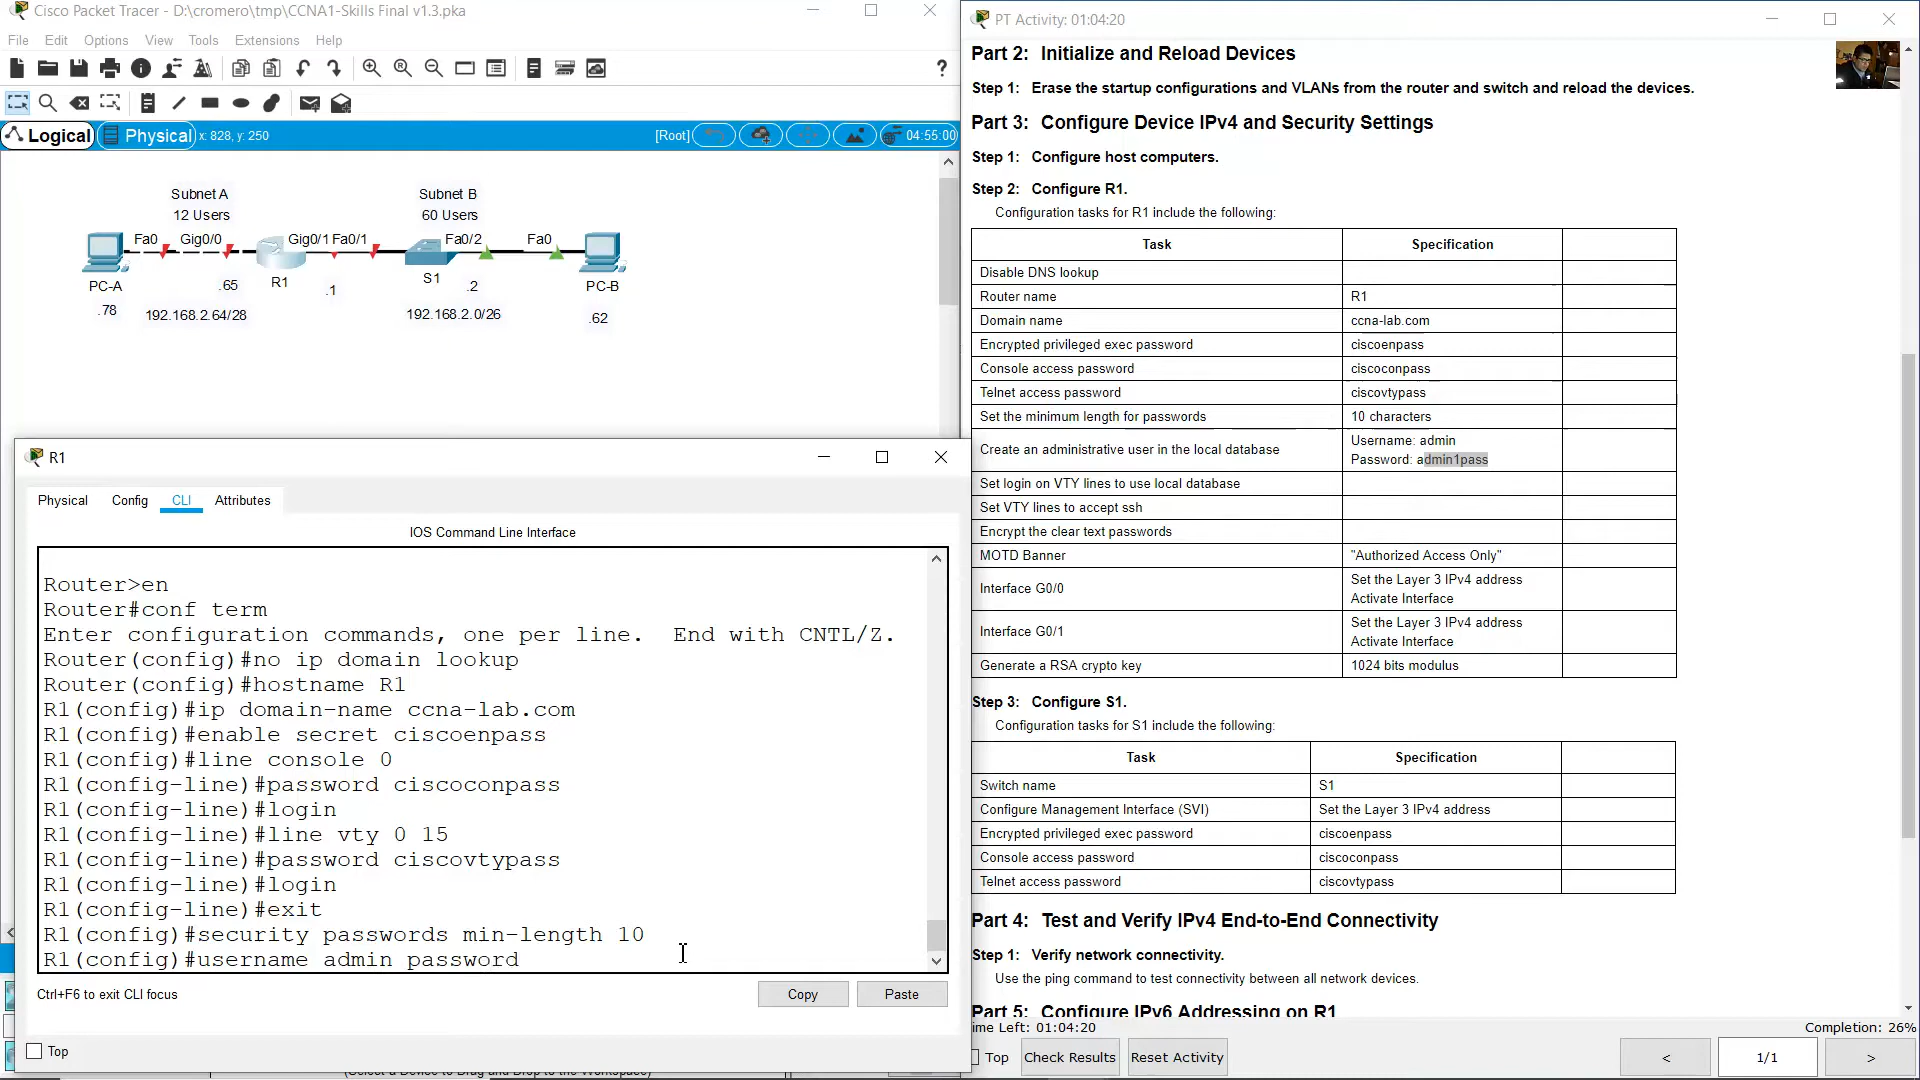 Cisco Packet Tracer - D:\cromero\tmp\CCNA1-Skills Final v1.3.pka
File Edit Options View Tools Extensions Help
?
Logical Physical x: 828, y: 250 [Root] 04:55:00
Subnet A
12 Users
Subnet B
60 Users
Fa0 Gig0/0 Gig0/1 Fa0/1 Fa0/2 Fa0
PC-A .65 R1 .1 S1 .2 PC-B
.78 192.168.2.64/28 192.168.2.0/26 .62
R1
Physical Config CLI Attributes
IOS Command Line Interface
Router>en
Router#conf term
Enter configuration commands, one per line.  End with CNTL/Z.
Router(config)#no ip domain lookup
Router(config)#hostname R1
R1(config)#ip domain-name ccna-lab.com
R1(config)#enable secret ciscoenpass
R1(config)#line console 0
R1(config-line)#password ciscoconpass
R1(config-line)#login
R1(config-line)#line vty 0 15
R1(config-line)#password ciscovtypass
R1(config-line)#login
R1(config-line)#exit
R1(config)#security passwords min-length 10
R1(config)#username admin password
Ctrl+F6 to exit CLI focus
Copy Paste
Top
(Select a Device to Drag and Drop to the Workspace)
PT Activity: 01:04:20
Part 2: Initialize and Reload Devices
Step 1: Erase the startup configurations and VLANs from the router and switch and reload the devices.
Part 3: Configure Device IPv4 and Security Settings
Step 1: Configure host computers.
Step 2: Configure R1.
Configuration tasks for R1 include the following:
Task Specification
Disable DNS lookup
Router name R1
Domain name ccna-lab.com
Encrypted privileged exec password ciscoenpass
Console access password ciscoconpass
Telnet access password ciscovtypass
Set the minimum length for passwords 10 characters
Create an administrative user in the local database Username: admin
Password: admin1pass
Set login on VTY lines to use local database
Set VTY lines to accept ssh
Encrypt the clear text passwords
MOTD Banner "Authorized Access Only"
Interface G0/0 Set the Layer 3 IPv4 address
Activate Interface
Interface G0/1 Set the Layer 3 IPv4 address
Activate Interface
Generate a RSA crypto key 1024 bits modulus
Step 3: Configure S1.
Configuration tasks for S1 include the following:
Task Specification
Switch name S1
Configure Management Interface (SVI) Set the Layer 3 IPv4 address
Encrypted privileged exec password ciscoenpass
Console access password ciscoconpass
Telnet access password ciscovtypass
Part 4: Test and Verify IPv4 End-to-End Connectivity
Step 1: Verify network connectivity.
Use the ping command to test connectivity between all network devices.
Part 5: Configure IPv6 Addressing on R1
ime Left: 01:04:20 Completion: 26%
Top Check Results Reset Activity < 1/1 >